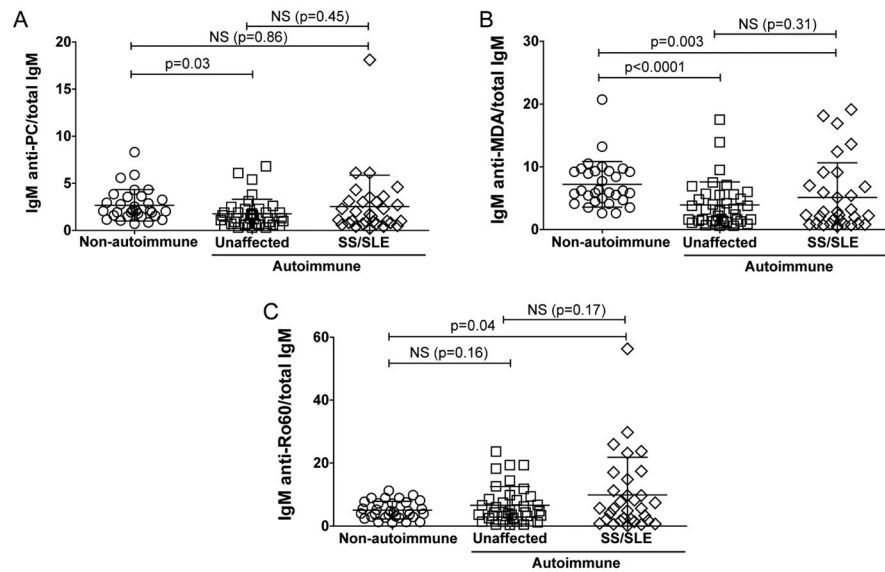 A
NS (p=0.45)
NS (p=0.86)
p=0.03
IgM anti-PC/total IgM
20
15
10
5
0
Non-autoimmune
Unaffected
SS/SLE
Autoimmune
B
NS (p=0.31)
p=0.003
p<0.0001
IgM anti-MDA/total IgM
30
20
10
0
Non-autoimmune
Unaffected
SS/SLE
Autoimmune
C
NS (p=0.17)
p=0.04
NS (p=0.16)
IgM anti-Ro60/total IgM
60
40
20
0
Non-autoimmune
Unaffected
SS/SLE
Autoimmune